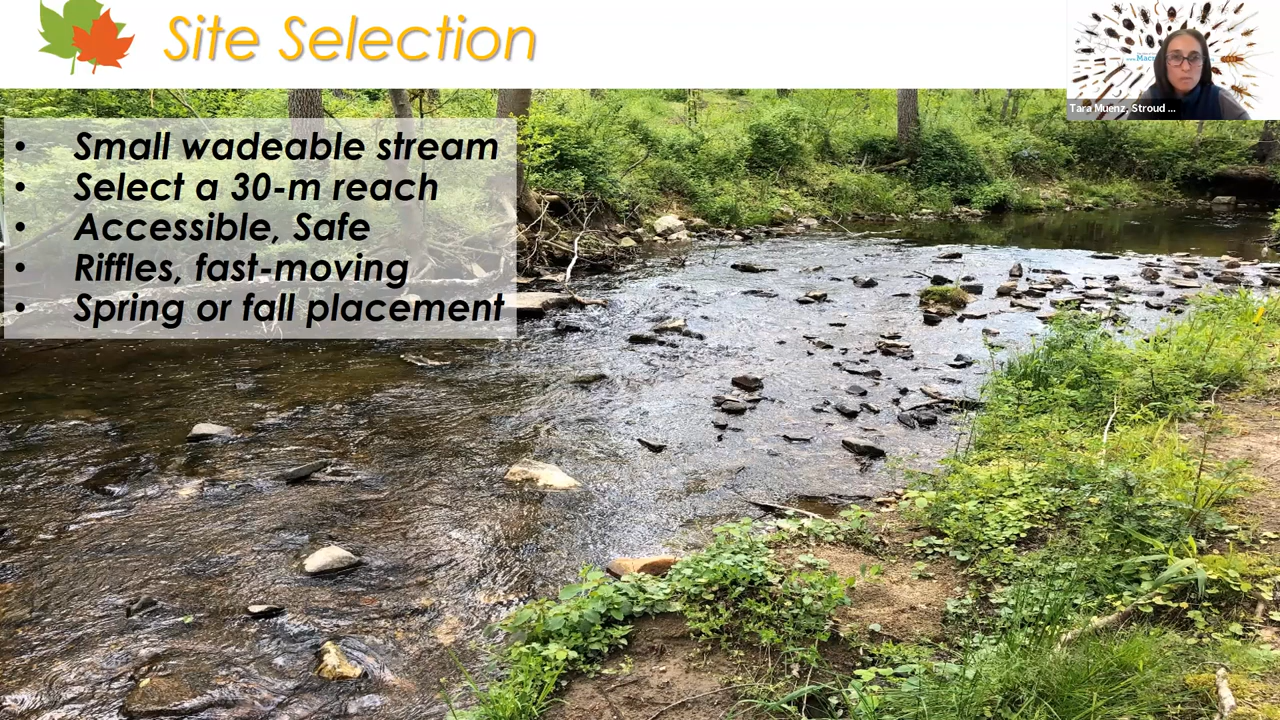 Site Selection
• Small wadeable stream
• Select a 30-m reach
• Accessible, Safe
• Riffles, fast-moving
• Spring or fall placement
Tara Muenz, Stroud ...